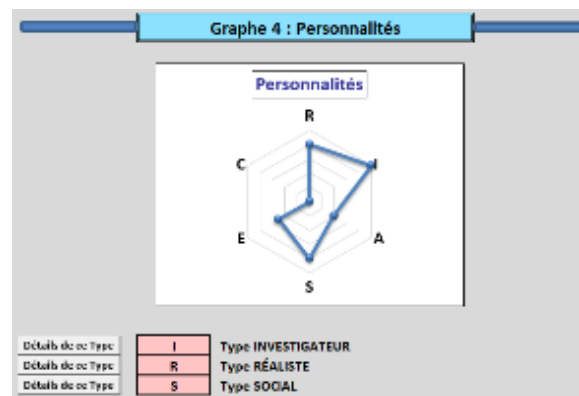 Graphe 4 : Personnalités
Personnalités
R
C I
E A
S
Détails de ce Type I Type INVESTIGATEUR
Détails de ce Type R Type RÉALISTE
Détails de ce Type S Type SOCIAL